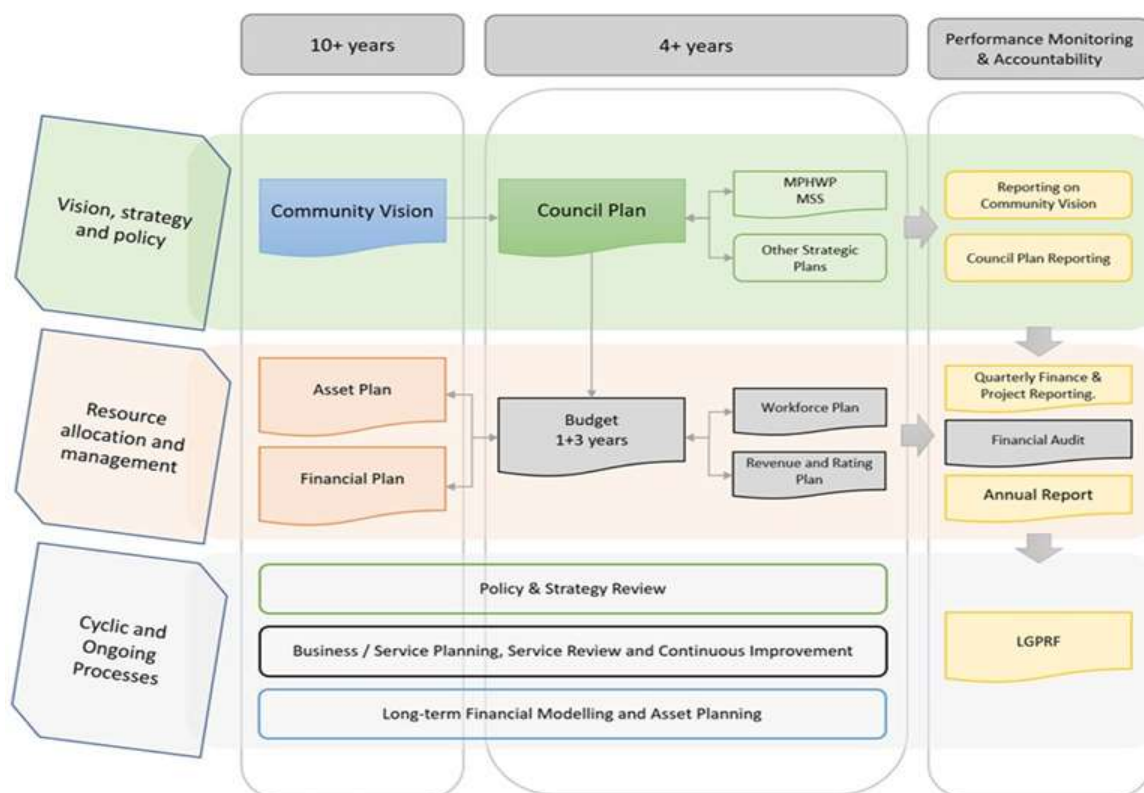 10+ years
4+ years
Performance Monitoring
& Accountability
Vision, strategy
and policy
Community Vision
Council Plan
MPHWP
MSS
Other Strategic
Plans
Reporting on
Community Vision
Council Plan Reporting
Resource
allocation and
management
Asset Plan
Financial Plan
Budget
1+3 years
Workforce Plan
Revenue and Rating
Plan
Quarterly Finance &
Project Reporting.
Financial Audit
Annual Report
Cyclic and
Ongoing
Processes
Policy & Strategy Review
Business / Service Planning, Service Review and Continuous Improvement
Long-term Financial Modelling and Asset Planning
LGPRF